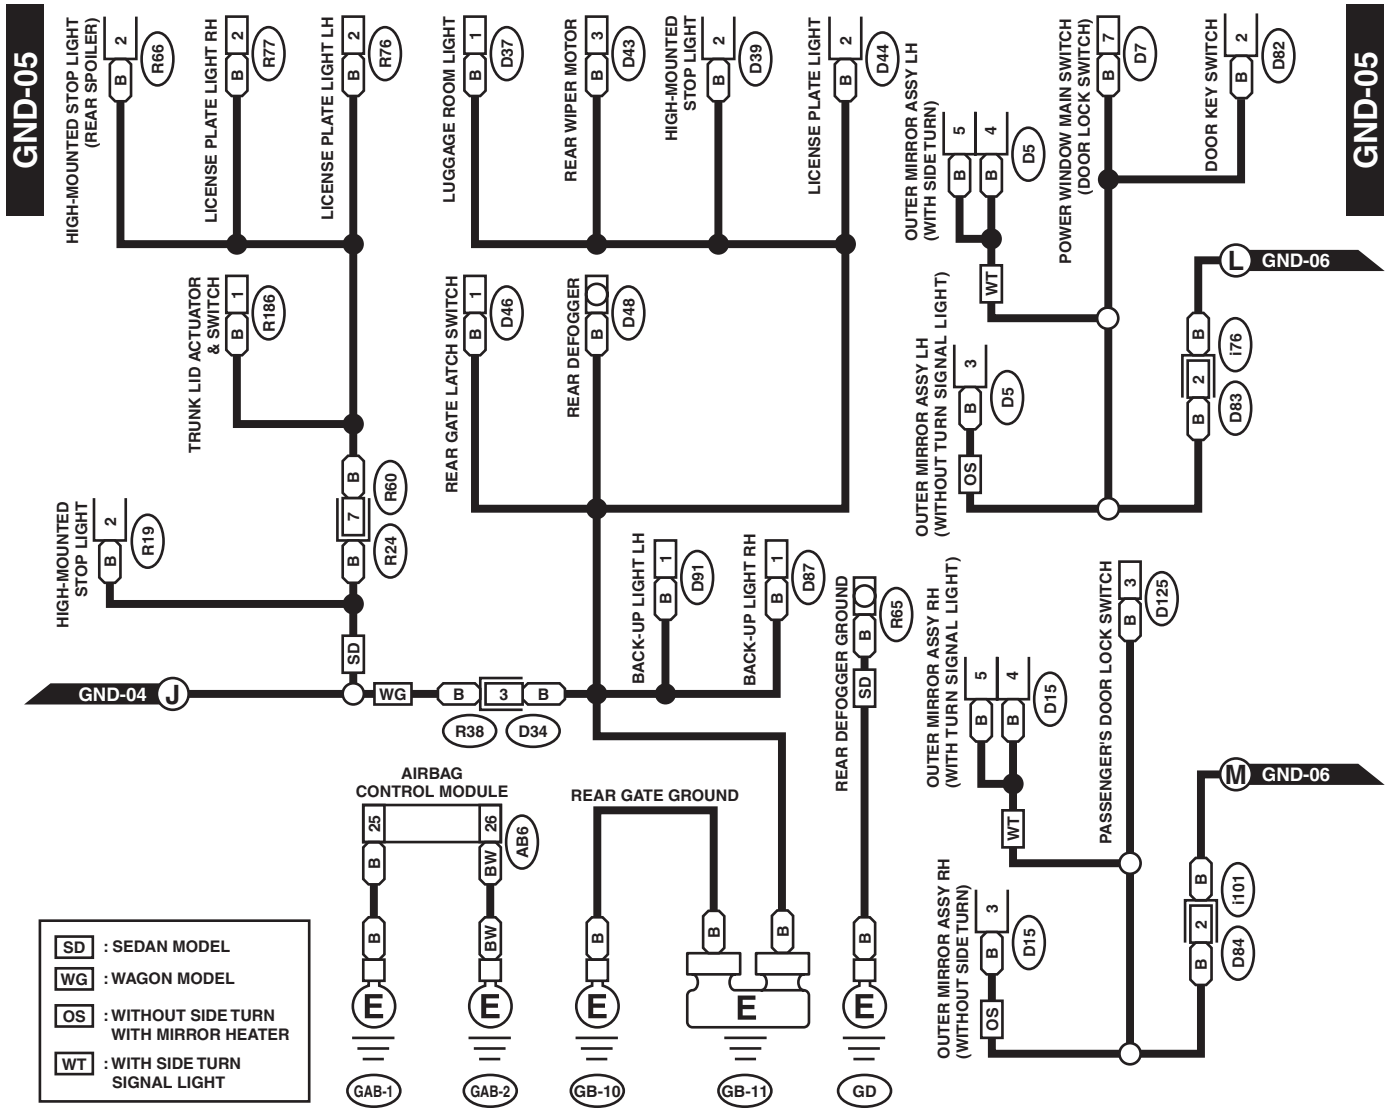 GND-05
GND-05
HIGH-MOUNTED STOP LIGHT
(REAR SPOILER)
2
B
R66
LICENSE PLATE LIGHT RH
2
B
R77
LICENSE PLATE LIGHT LH
2
B
R76
LUGGAGE ROOM LIGHT
1
B
D37
REAR WIPER MOTOR
3
B
D43
HIGH-MOUNTED
STOP LIGHT
2
B
D39
LICENSE PLATE LIGHT
2
B
D44
OUTER MIRROR ASSY LH
(WITH SIDE TURN)
5
4
B
B
D5
WT
POWER WINDOW MAIN SWITCH
(DOOR LOCK SWITCH)
7
B
D7
DOOR KEY SWITCH
2
B
D82
TRUNK LID ACTUATOR
& SWITCH
1
B
R186
REAR GATE LATCH SWITCH
1
B
D46
REAR DEFOGGER
B
D48
OUTER MIRROR ASSY LH
(WITHOUT TURN SIGNAL LIGHT)
3
B
D5
OS
L
GND-06
B
i76
2
B
D83
HIGH-MOUNTED
STOP LIGHT
2
B
R19
B
R60
7
B
R24
SD
GND-04
J
WG
B
3
B
R38
D34
BACK-UP LIGHT LH
1
B
D91
BACK-UP LIGHT RH
1
B
D87
REAR DEFOGGER GROUND
B
R65
SD
OUTER MIRROR ASSY RH
(WITH TURN SIGNAL LIGHT)
5
4
B
B
D15
WT
PASSENGER'S DOOR LOCK SWITCH
3
B
D125
M
GND-06
B
i101
2
B
D84
OUTER MIRROR ASSY RH
(WITHOUT SIDE TURN)
3
B
D15
OS
AIRBAG
CONTROL MODULE
25
26
B
BW
AB6
B
BW
REAR GATE GROUND
B
B
B
B
E
E
E
E
E
GAB-1
GAB-2
GB-10
GB-11
GD
SD : SEDAN MODEL
WG : WAGON MODEL
OS : WITHOUT SIDE TURN
WITH MIRROR HEATER
WT : WITH SIDE TURN
SIGNAL LIGHT